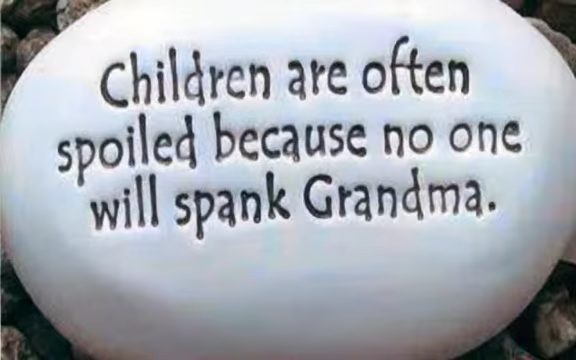 Children are often
spoiled because no one
will spank Grandma.